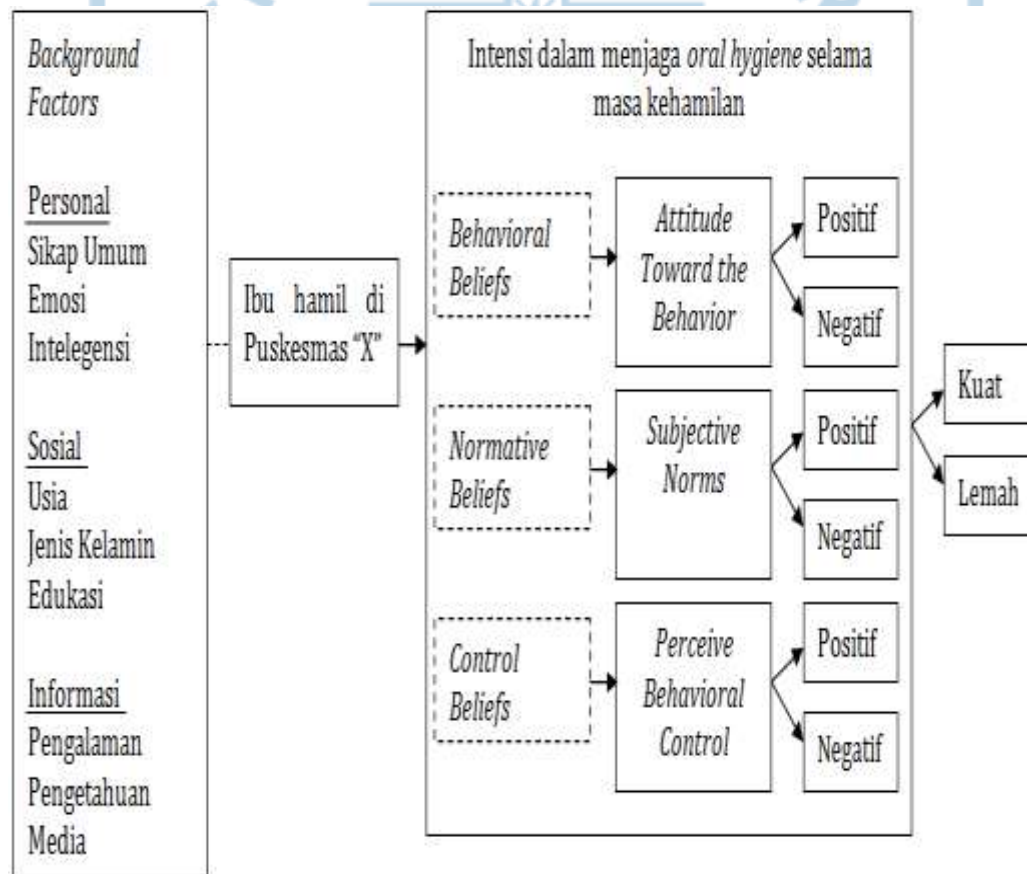 Background
Factors
Personal
Sikap Umum
Emosi
Intelegensi
Sosial
Usia
Jenis Kelamin
Edukasi
Informasi
Pengalaman
Pengetahuan
Media
Ibu hamil di
Puskesmas "X"
Intensi dalam menjaga oral hygiene selama
masa kehamilan
Behavioral
Beliefs
Attitude
Toward the
Behavior
Positif
Negatif
Normative
Beliefs
Subjective
Norms
Positif
Negatif
Control
Beliefs
Perceive
Behavioral
Control
Positif
Negatif
Kuat
Lemah